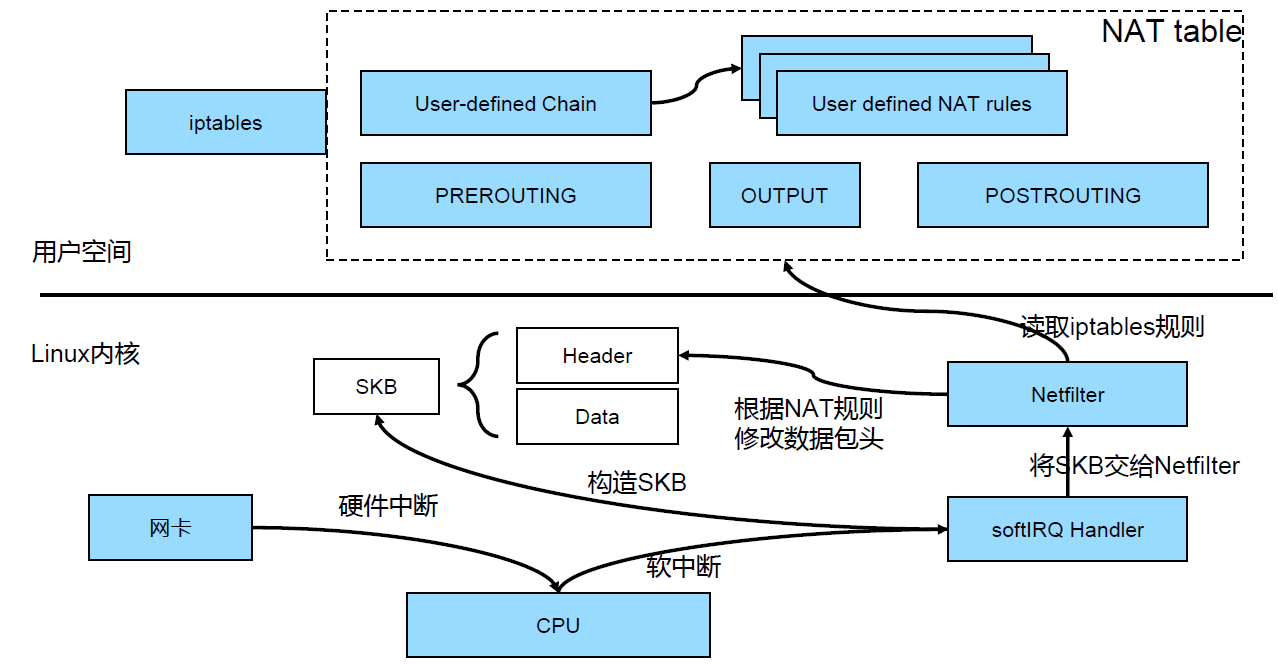 NAT table
User-defined Chain
User defined NAT rules
iptables
PREROUTING
OUTPUT
POSTROUTING
用户空间
读取iptables规则
Linux内核
Header
SKB
Netfilter
Data
根据NAT规则
修改数据包头
将SKB交给Netfilter
构造SKB
硬件中断
网卡
softIRQ Handler
软中断
CPU